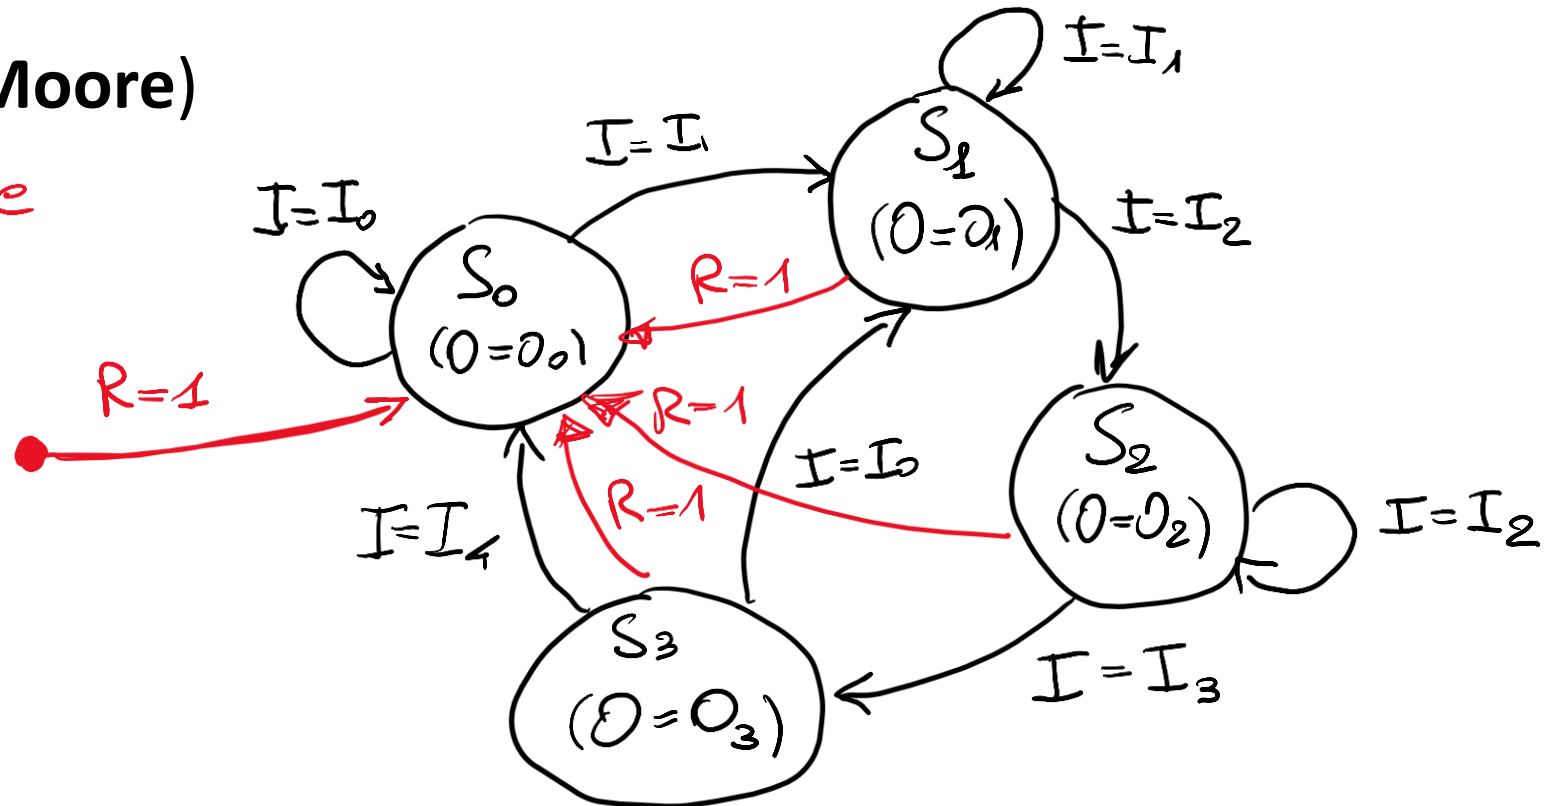 Moore)
e
I=I₁
S₁
(O=O₁)
I=I₁
I=I₂
I=I₀
S₀
(O=O₀)
R=1
R=1
R=1
R=1
I=I₀
S₂
(O=O₂)
I=I₂
I=I₄
S₃
(O=O₃)
I=I₃